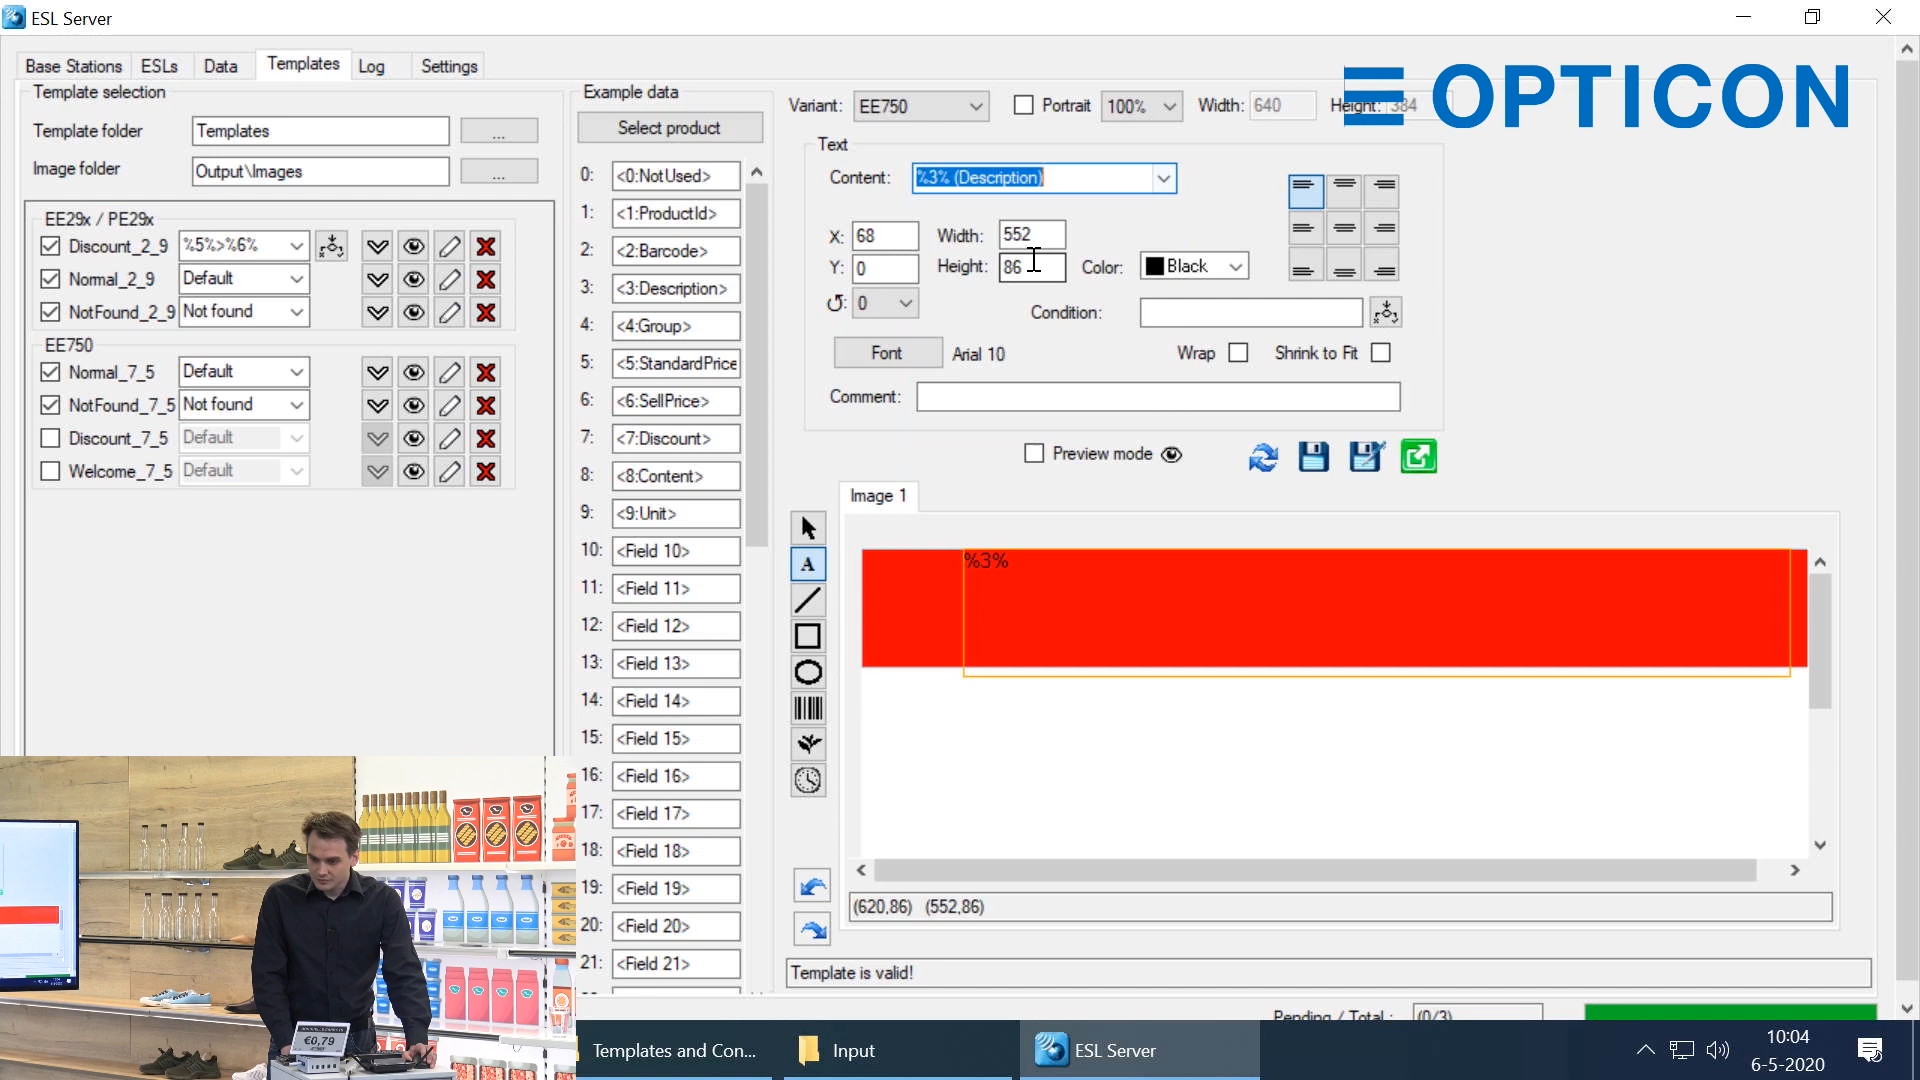 ESL Server
Base Stations
ESLs
Data
Templates
Log
Settings
OPTICON
Template selection
Template folder
Templates
...
Image folder
Output\Images
...
EE29x / PE29x
Discount_2_9
%5%>%6%
Normal_2_9
Default
NotFound_2_9
Not found
EE750
Normal_7_5
Default
NotFound_7_5
Not found
Discount_7_5
Default
Welcome_7_5
Default
Example data
Select product
0: <0:NotUsed>
1: <1:ProductId>
2: <2:Barcode>
3: <3:Description>
4: <4:Group>
5: <5:StandardPrice
6: <6:SellPrice>
7: <7:Discount>
8: <8:Content>
9: <9:Unit>
10: <Field 10>
11: <Field 11>
12: <Field 12>
13: <Field 13>
14: <Field 14>
15: <Field 15>
16: <Field 16>
17: <Field 17>
18: <Field 18>
19: <Field 19>
20: <Field 20>
21: <Field 21>
Variant: EE750
Portrait
100%
Width: 640
Height: 384
Text
Content: %3% (Description)
X: 68
Width: 552
Y: 0
Height: 86
Color: Black
0
Condition:
Font
Arial 10
Wrap
Shrink to Fit
Comment:
Preview mode
Image 1
A
%3%
(620,86) (552,86)
Template is valid!
Pending / Total : (0/3)
€0,79
Templates and Con...
Input
ESL Server
10:04
6-5-2020